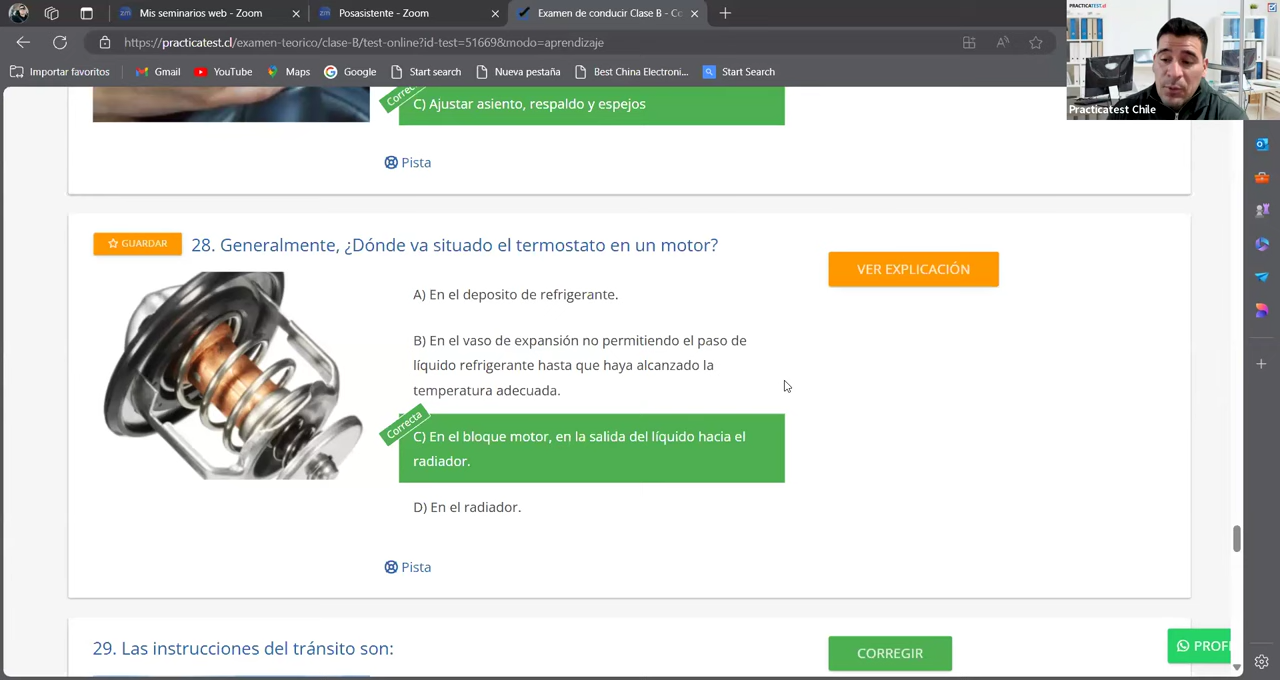 Mis seminarios web - Zoom
Posasistente - Zoom
Examen de conducir Clase B - Co
https://practicatest.cl/examen-teorico/clase-B/test-online?id-test=51669&modo=aprendizaje
Importar favoritos
Gmail
YouTube
Maps
Google
Start search
Nueva pestaña
Best China Electroni...
Start Search
PRACTICATEST.cl
Practicatest Chile
Correc
C) Ajustar asiento, respaldo y espejos
Pista
GUARDAR
28. Generalmente, ¿Dónde va situado el termostato en un motor?
VER EXPLICACIÓN
A) En el deposito de refrigerante.
B) En el vaso de expansión no permitiendo el paso de
líquido refrigerante hasta que haya alcanzado la
temperatura adecuada.
Correcta
C) En el bloque motor, en la salida del líquido hacia el
radiador.
D) En el radiador.
Pista
29. Las instrucciones del tránsito son:
CORREGIR
PROF